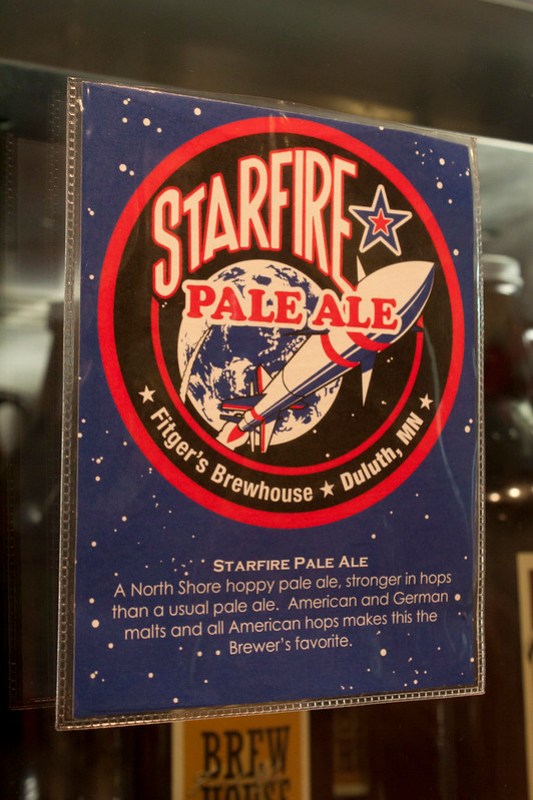 STARFIRE
PALE ALE
★ Fitger's Brewhouse ★ Duluth, MN ★
STARFIRE PALE ALE
A North Shore hoppy pale ale, stronger in hops
than a usual pale ale. American and German
malts and all American hops makes this the
Brewer's favorite.
BREW
HOUSE